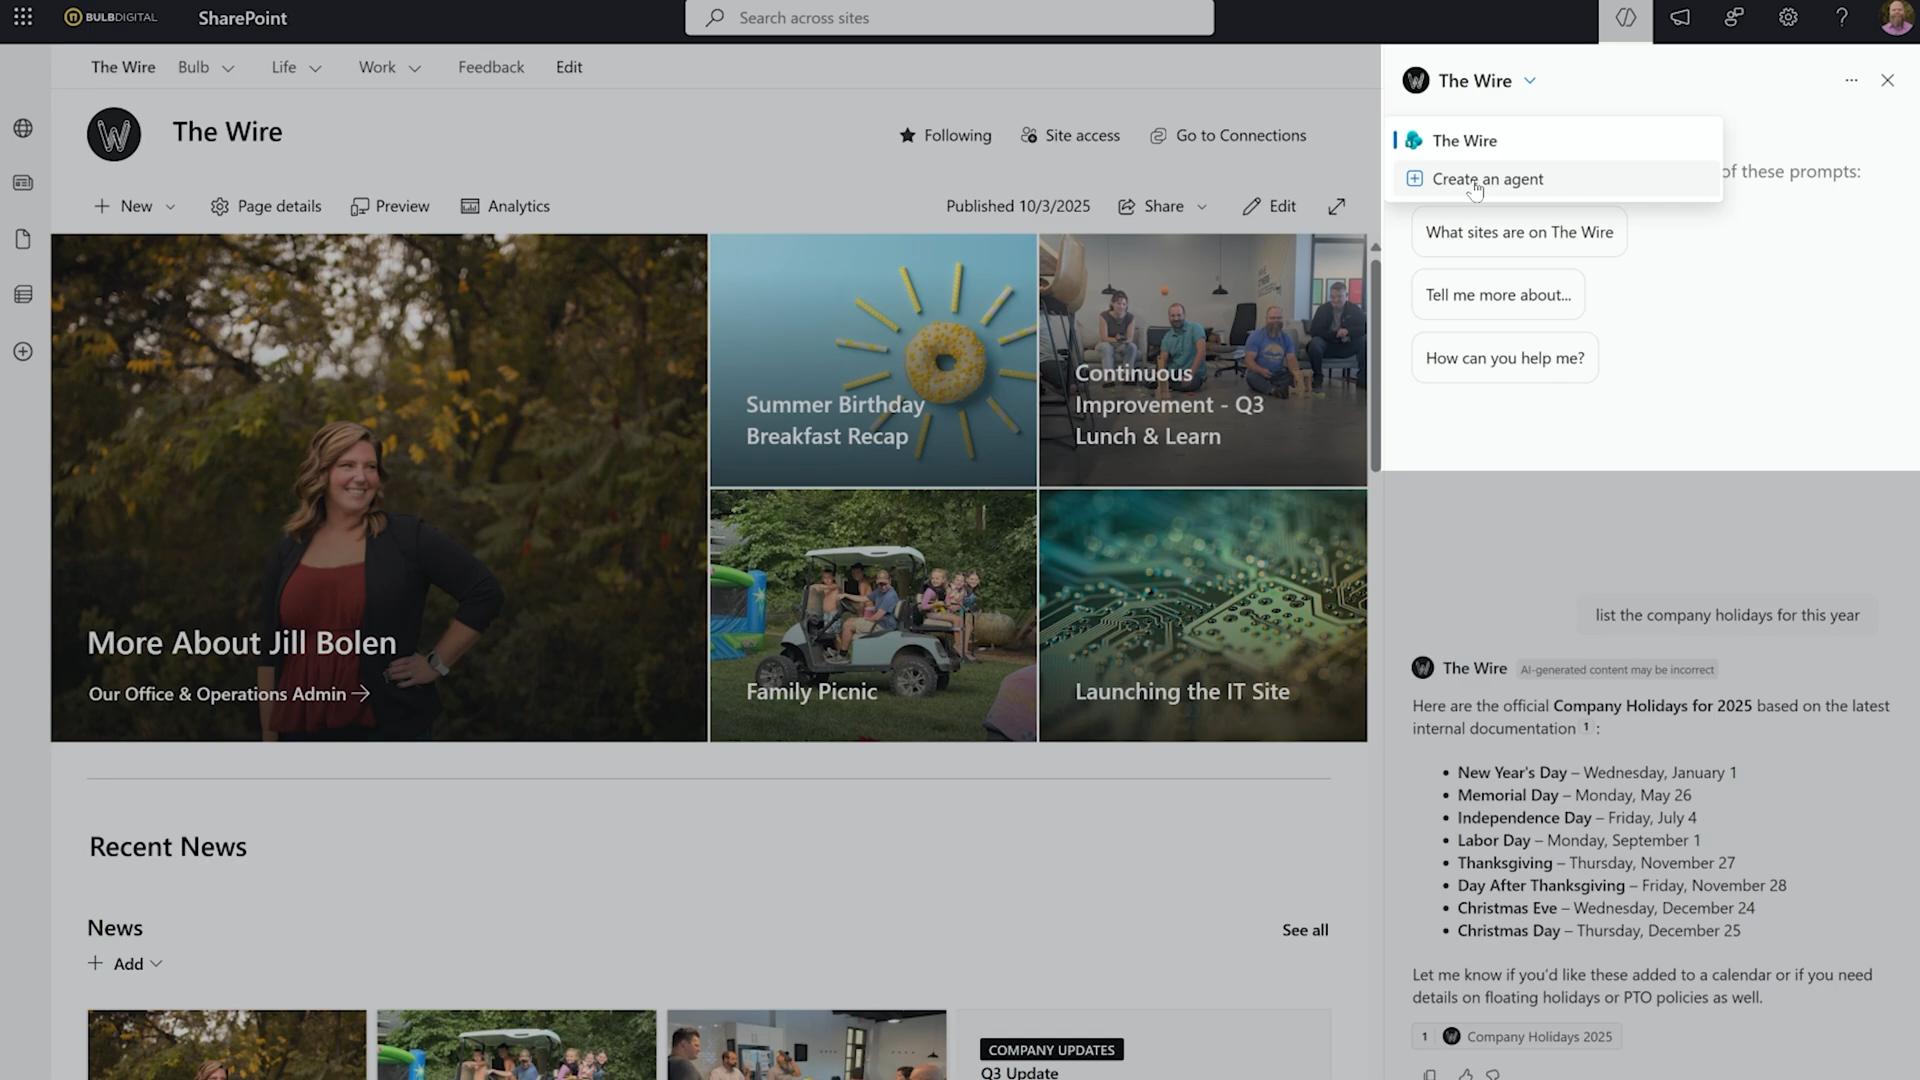 BULBDIGITAL
SharePoint
Search across sites
?
The Wire
Bulb
Life
Work
Feedback
Edit
W
The Wire
Following
Site access
Go to Connections
New
Page details
Preview
Analytics
Published 10/3/2025
Share
Edit
More About Jill Bolen
Our Office & Operations Admin
Summer Birthday
Breakfast Recap
Continuous
Improvement - Q3
Lunch & Learn
Family Picnic
Launching the IT Site
Recent News
News
See all
Add
COMPANY UPDATES
Q3 Update
W
The Wire
The Wire
Create an agent
of these prompts:
What sites are on The Wire
Tell me more about...
How can you help me?
list the company holidays for this year
W
The Wire
AI-generated content may be incorrect
Here are the official Company Holidays for 2025 based on the latest
internal documentation 1 :
• New Year's Day – Wednesday, January 1
• Memorial Day – Monday, May 26
• Independence Day – Friday, July 4
• Labor Day – Monday, September 1
• Thanksgiving – Thursday, November 27
• Day After Thanksgiving – Friday, November 28
• Christmas Eve – Wednesday, December 24
• Christmas Day – Thursday, December 25
Let me know if you'd like these added to a calendar or if you need
details on floating holidays or PTO policies as well.
1 W Company Holidays 2025